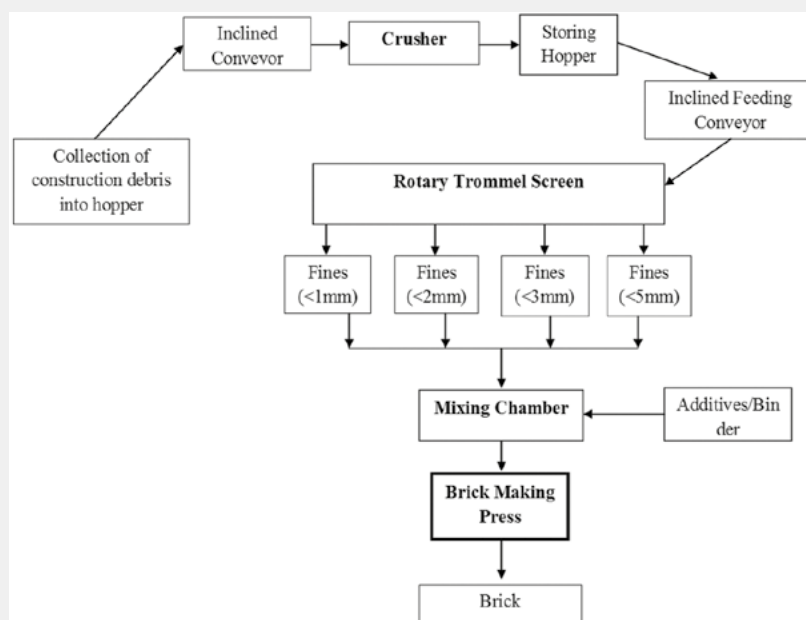 Inclined
Conveyor
Crusher
Storing
Hopper
Inclined Feeding
Conveyor
Collection of
construction debris
into hopper
Rotary Trommel Screen
Fines
(<1mm)
Fines
(<2mm)
Fines
(<3mm)
Fines
(<5mm)
Mixing Chamber
Additives/Bin
der
Brick Making
Press
Brick